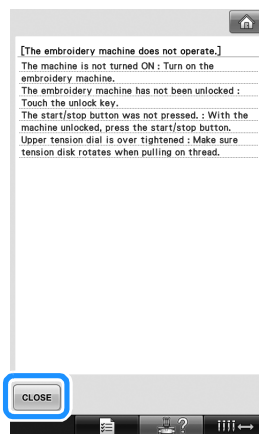 [The embroidery machine does not operate.]
The machine is not turned ON : Turn on the
embroidery machine.
The embroidery machine has not been unlocked :
Touch the unlock key.
The start/stop button was not pressed. : With the
machine unlocked, press the start/stop button.
Upper tension dial is over tightened : Make sure
tension disk rotates when pulling on thread.
CLOSE
?